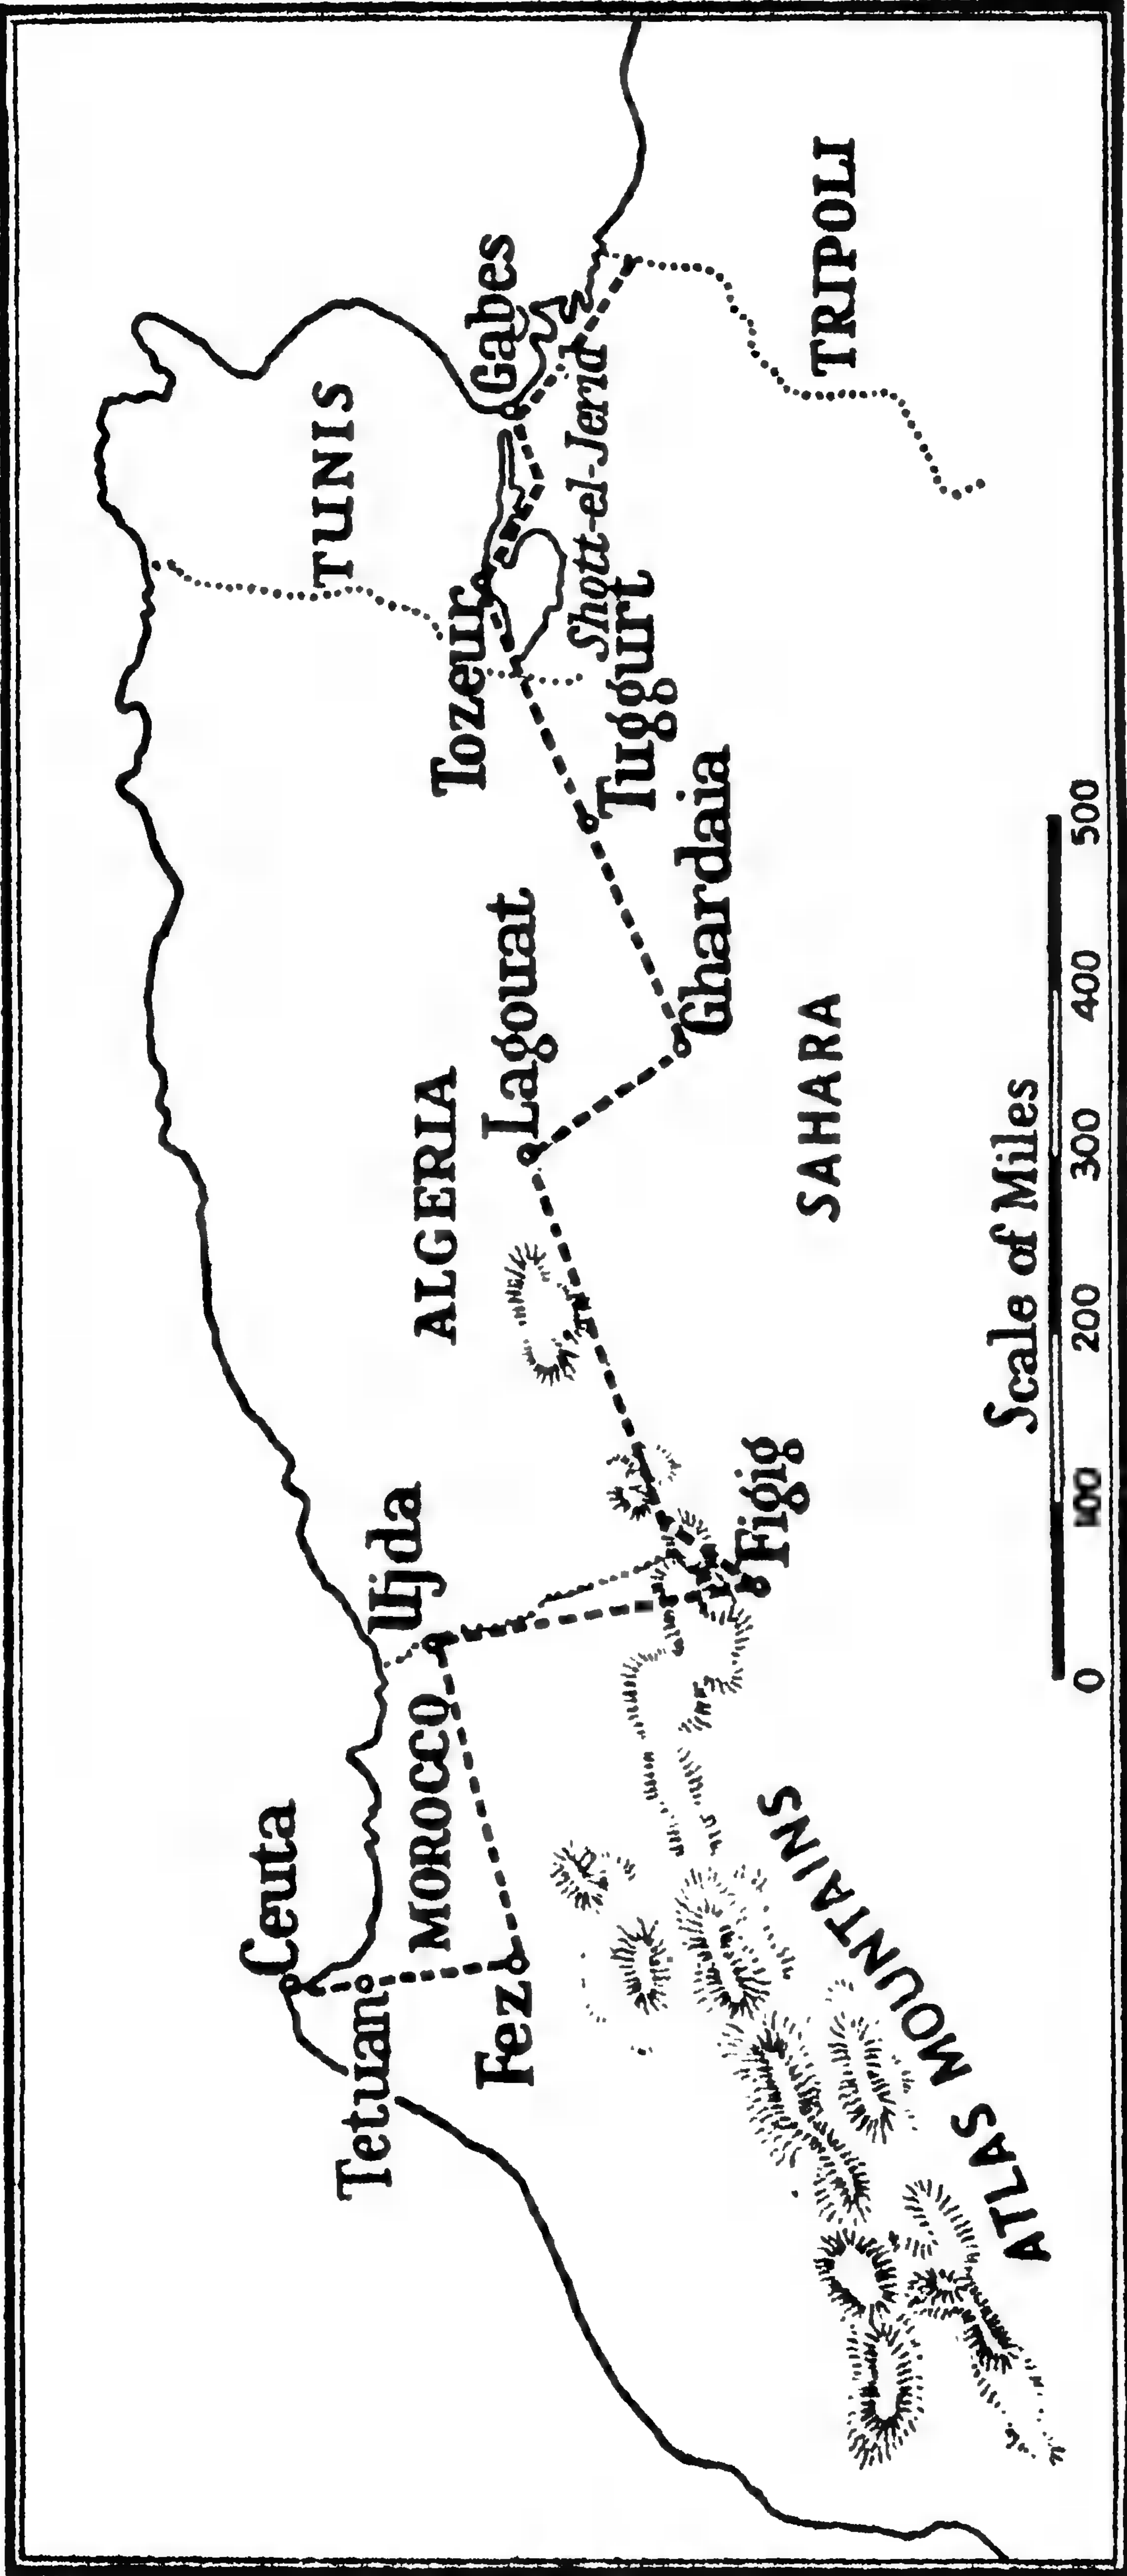 Ceuta
Tetuan
Fez
MOROCCO
Ujda
Figig
ATLAS MOUNTAINS
ALGERIA
Lagouat
Ghardaia
Tuggurt
SAHARA
Tozeur
TUNIS
Gabes
Shott-el-Jerid
TRIPOLI
Scale of Miles
0 100 200 300 400 500